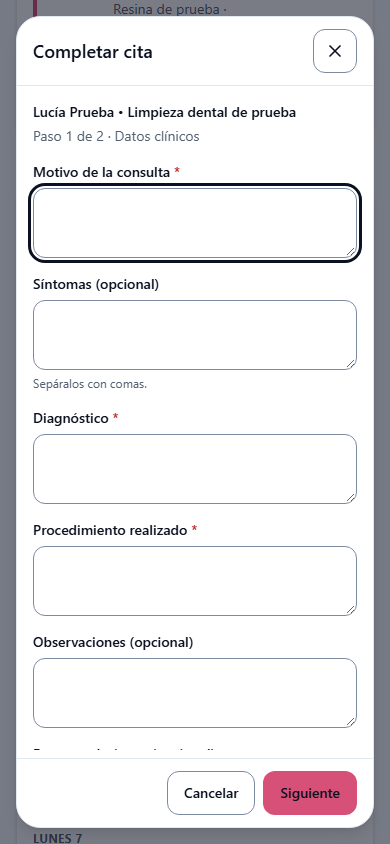 Resina de prueba ·
Completar cita
Lucía Prueba • Limpieza dental de prueba
Paso 1 de 2 · Datos clínicos
Motivo de la consulta *
Síntomas (opcional)
Sepáralos con comas.
Diagnóstico *
Procedimiento realizado *
Observaciones (opcional)
Cancelar
Siguiente
LUNES 7